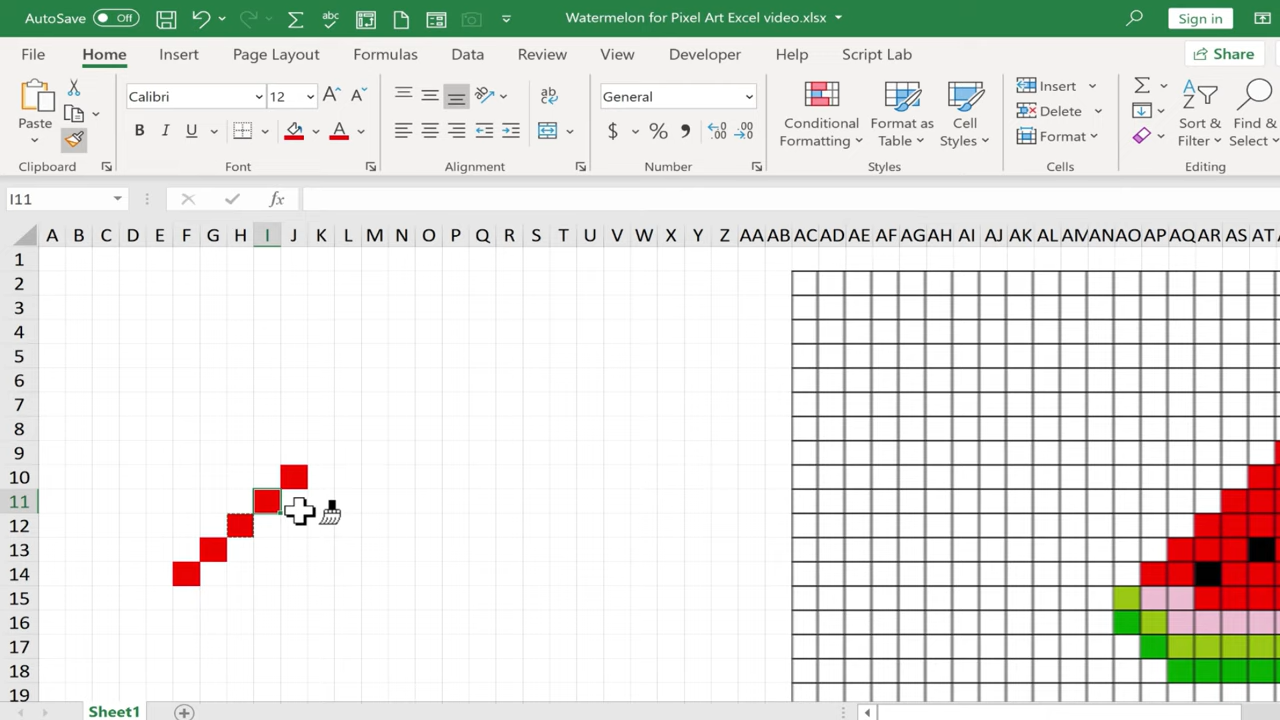 AutoSave Off abc Watermelon for Pixel Art Excel video.xlsx Sign in
File Home Insert Page Layout Formulas Data Review View Developer Help Script Lab Share
Calibri 12 A A ab c General Insert
Paste B I U A $ % , Conditional Formatting Format as Table Cell Styles Delete Format Sort & Filter Find & Select
Clipboard Font Alignment Number Styles Cells Editing
I11 fx
A B C D E F G H I J K L M N O P Q R S T U V W X Y Z AA AB AC AD AE AF AG AH AI AJ AK AL AM AN AO AP AQ AR AS AT
1
2
3
4
5
6
7
8
9
10
11
12
13
14
15
16
17
18
19
Sheet1